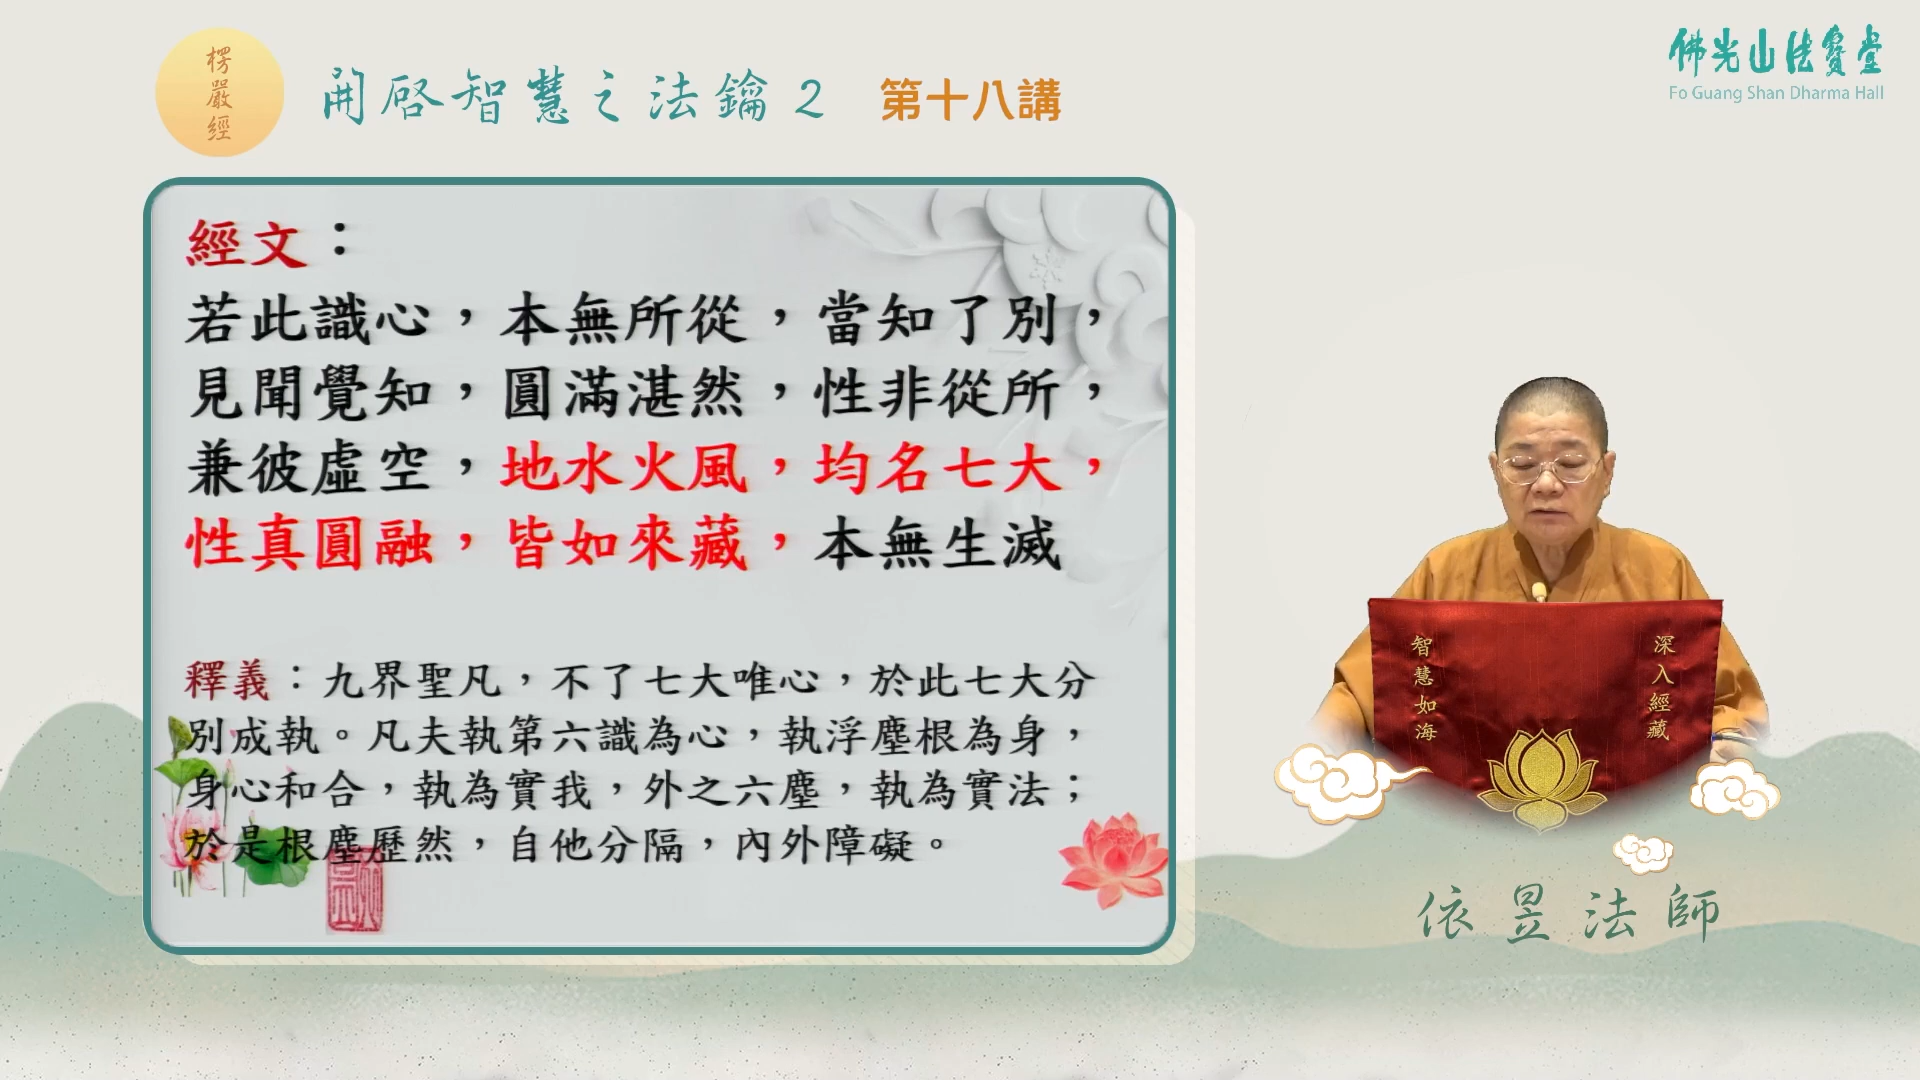 楞嚴經
開啓智慧之法鑰 2
第十八講
佛光山法寶堂
Fo Guang Shan Dharma Hall
經文：
若此識心，本無所從，當知了別，
見聞覺知，圓滿湛然，性非從所，
兼彼虛空，地水火風，均名七大，
性真圓融，皆如來藏，本無生滅
釋義：九界聖凡，不了七大唯心，於此七大分
別成執。凡夫執第六識為心，執浮塵根為身，
身心和合，執為實我，外之六塵，執為實法；
於是根塵歷然，自他分隔，內外障礙。
深入經藏
智慧如海
依昱法師